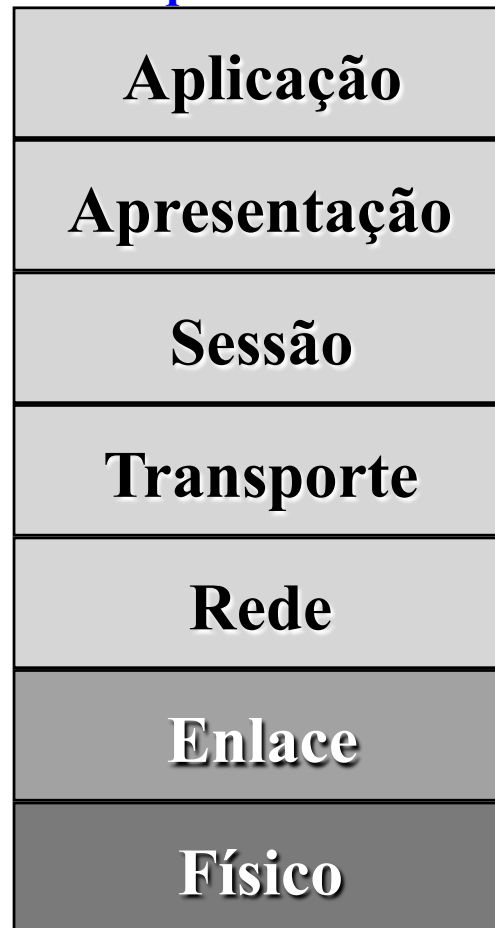 Aplicação
Apresentação
Sessão
Transporte
Rede
Enlace
Físico